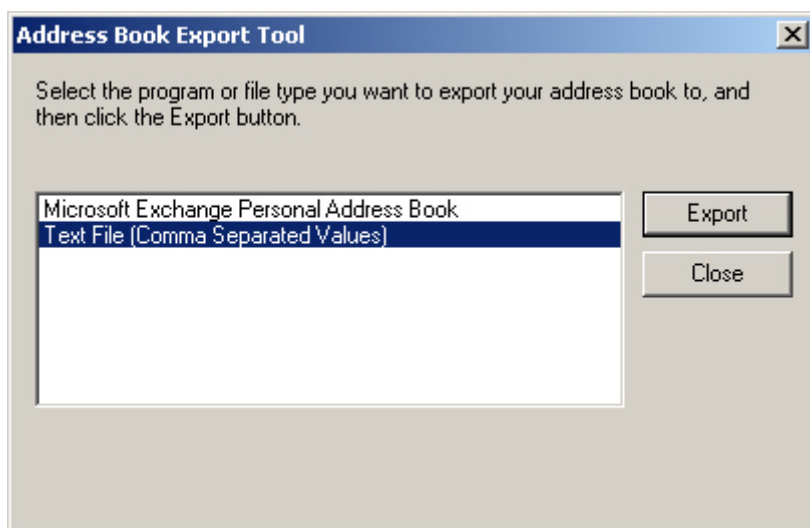 Address Book Export Tool
Select the program or file type you want to export your address book to, and
then click the Export button.
Microsoft Exchange Personal Address Book
Text File (Comma Separated Values)
Export
Close